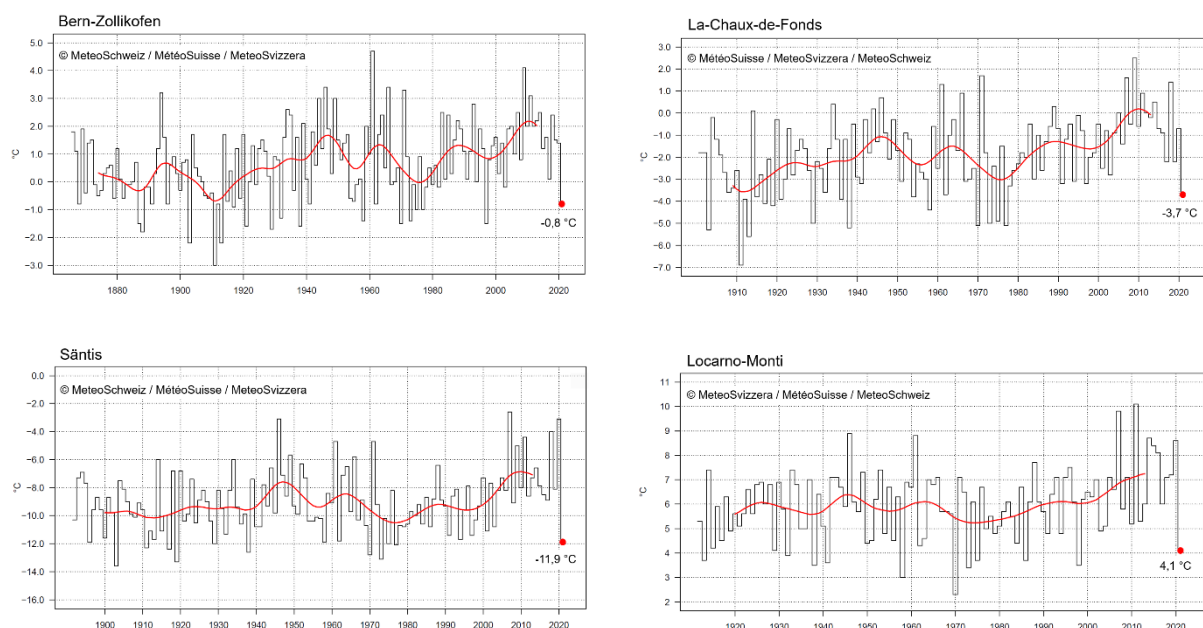 Bern-Zollikofen
5.0
© MeteoSchweiz / MétéoSuisse / MeteoSvizzera
4.0
3.0
2.0
°C
1.0
0.0
−1.0
-0,8 °C
−2.0
−3.0
1880 1900 1920 1940 1960 1980 2000 2020
La-Chaux-de-Fonds
3.0
© MétéoSuisse / MeteoSvizzera / MeteoSchweiz
2.0
1.0
0.0
−1.0
−2.0
°C
−3.0
−4.0
-3,7 °C
−5.0
−6.0
−7.0
1910 1920 1930 1940 1950 1960 1970 1980 1990 2000 2010 2020
Säntis
0.0
© MeteoSchweiz / MétéoSuisse / MeteoSvizzera
−2.0
−4.0
−6.0
°C
−8.0
−10.0
−12.0
-11,9 °C
−14.0
−16.0
1900 1910 1920 1930 1940 1950 1960 1970 1980 1990 2000 2010 2020
Locarno-Monti
11
© MeteoSvizzera / MétéoSuisse / MeteoSchweiz
10
9
8
7
°C
6
5
4
4,1 °C
3
2
1920 1930 1940 1950 1960 1970 1980 1990 2000 2010 2020